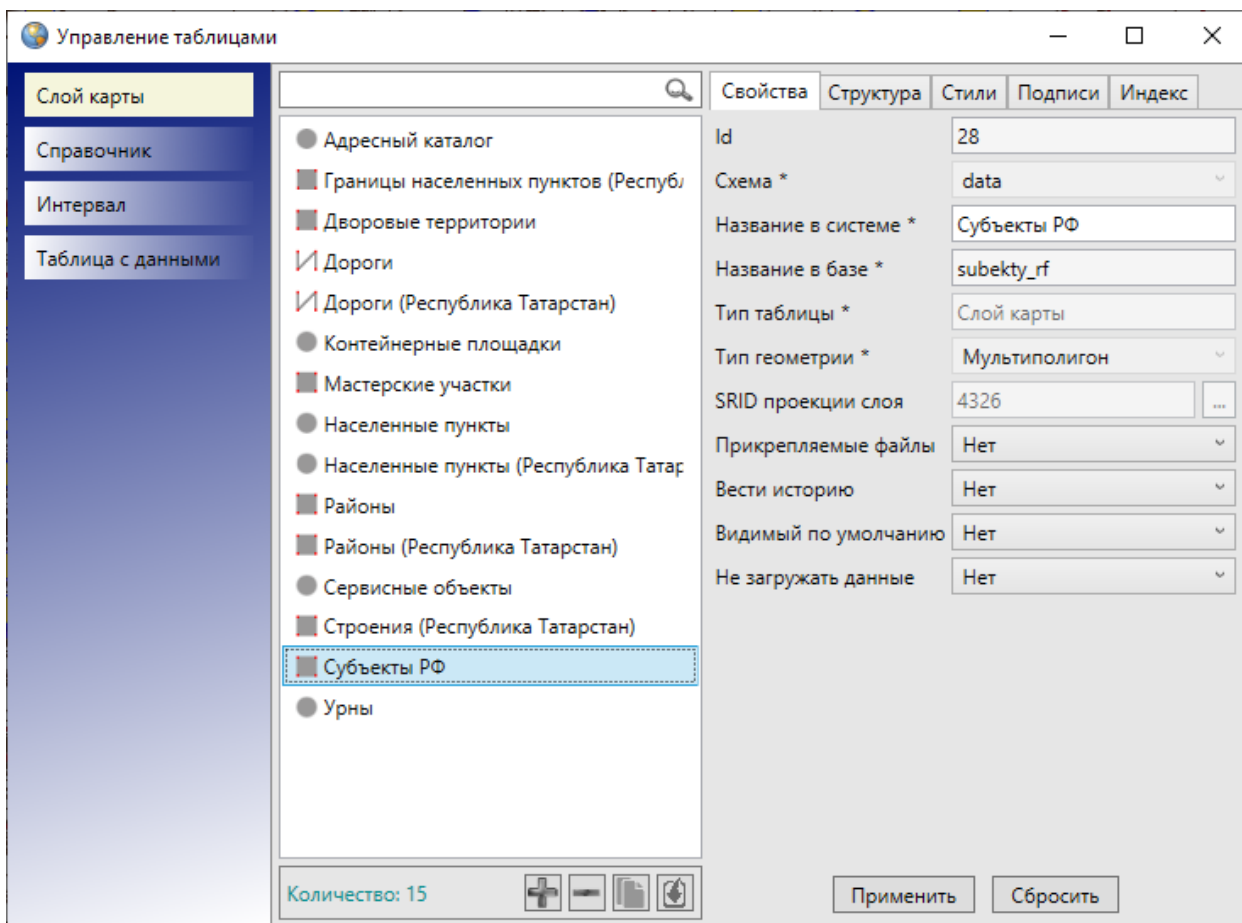 Управление таблицами
Слой карты
Справочник
Интервал
Таблица с данными
Адресный каталог
Границы населенных пунктов (Респуб
Дворовые территории
Дороги
Дороги (Республика Татарстан)
Контейнерные площадки
Мастерские участки
Населенные пункты
Населенные пункты (Республика Татар
Районы
Районы (Республика Татарстан)
Сервисные объекты
Строения (Республика Татарстан)
Субъекты РФ
Урны
Количество: 15
Свойства Структура Стили Подписи Индекс
Id 28
Схема * data
Название в системе * Субъекты РФ
Название в базе * subekty_rf
Тип таблицы * Слой карты
Тип геометрии * Мультиполигон
SRID проекции слоя 4326 ...
Прикрепляемые файлы Нет
Вести историю Нет
Видимый по умолчанию Нет
Не загружать данные Нет
Применить Сбросить